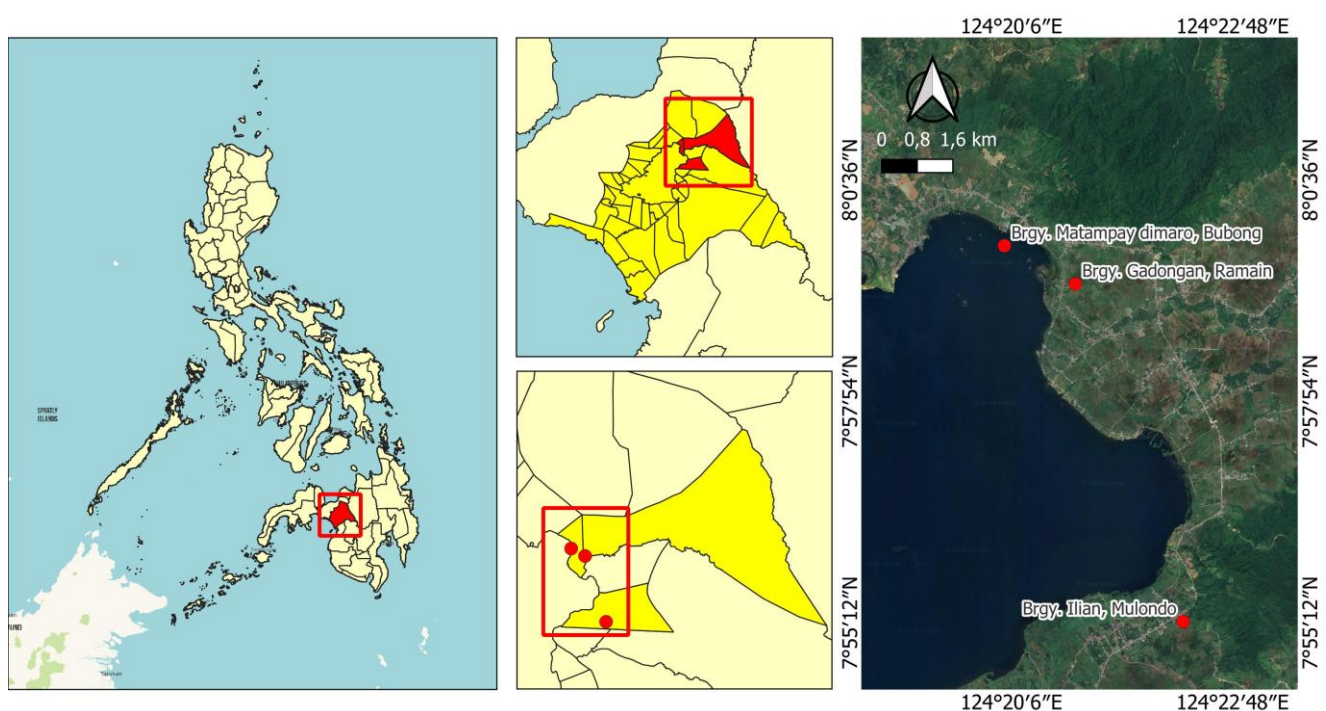 124°20′6″E 124°22′48″E
0 0,8 1,6 km
8°0′36″N 8°0′36″N
Brgy. Matampay dimaro, Bubong
Brgy. Gadongan, Ramain
7°57′54″N 7°57′54″N
SPRATLY
ISLANDS
Brgy. Ilian, Mulondo
7°55′12″N 7°55′12″N
124°20′6″E 124°22′48″E